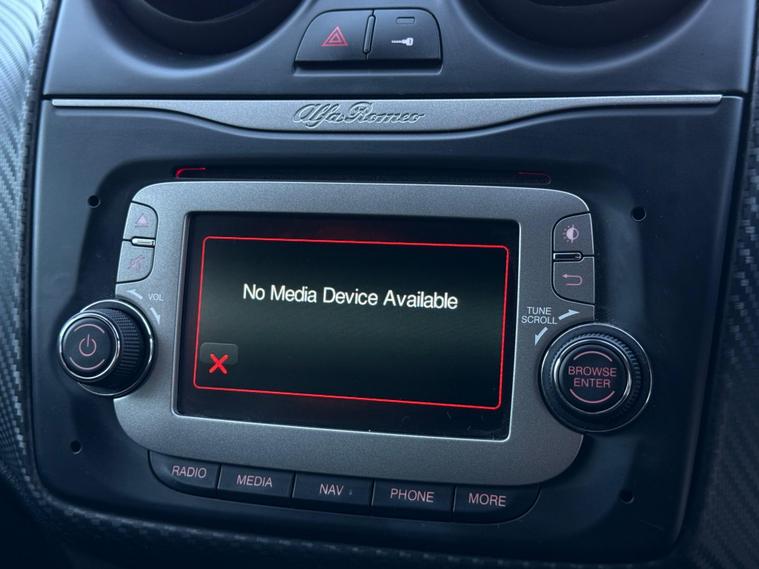 Alfa Romeo
No Media Device Available
VOL
TUNE
SCROLL
BROWSE
ENTER
RADIO
MEDIA
NAV
PHONE
MORE